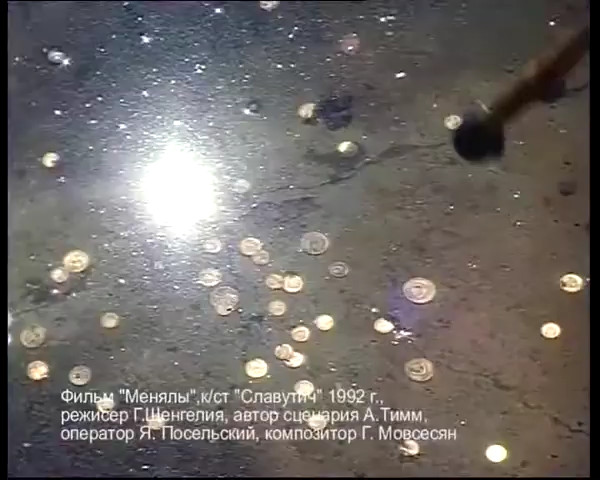 Фильм "Менялы",к/ст "Славутич" 1992 г.,
режисер Г.Шенгелия, автор сценария А.Тимм,
оператор Я. Посельский, композитор Г. Мовсесян